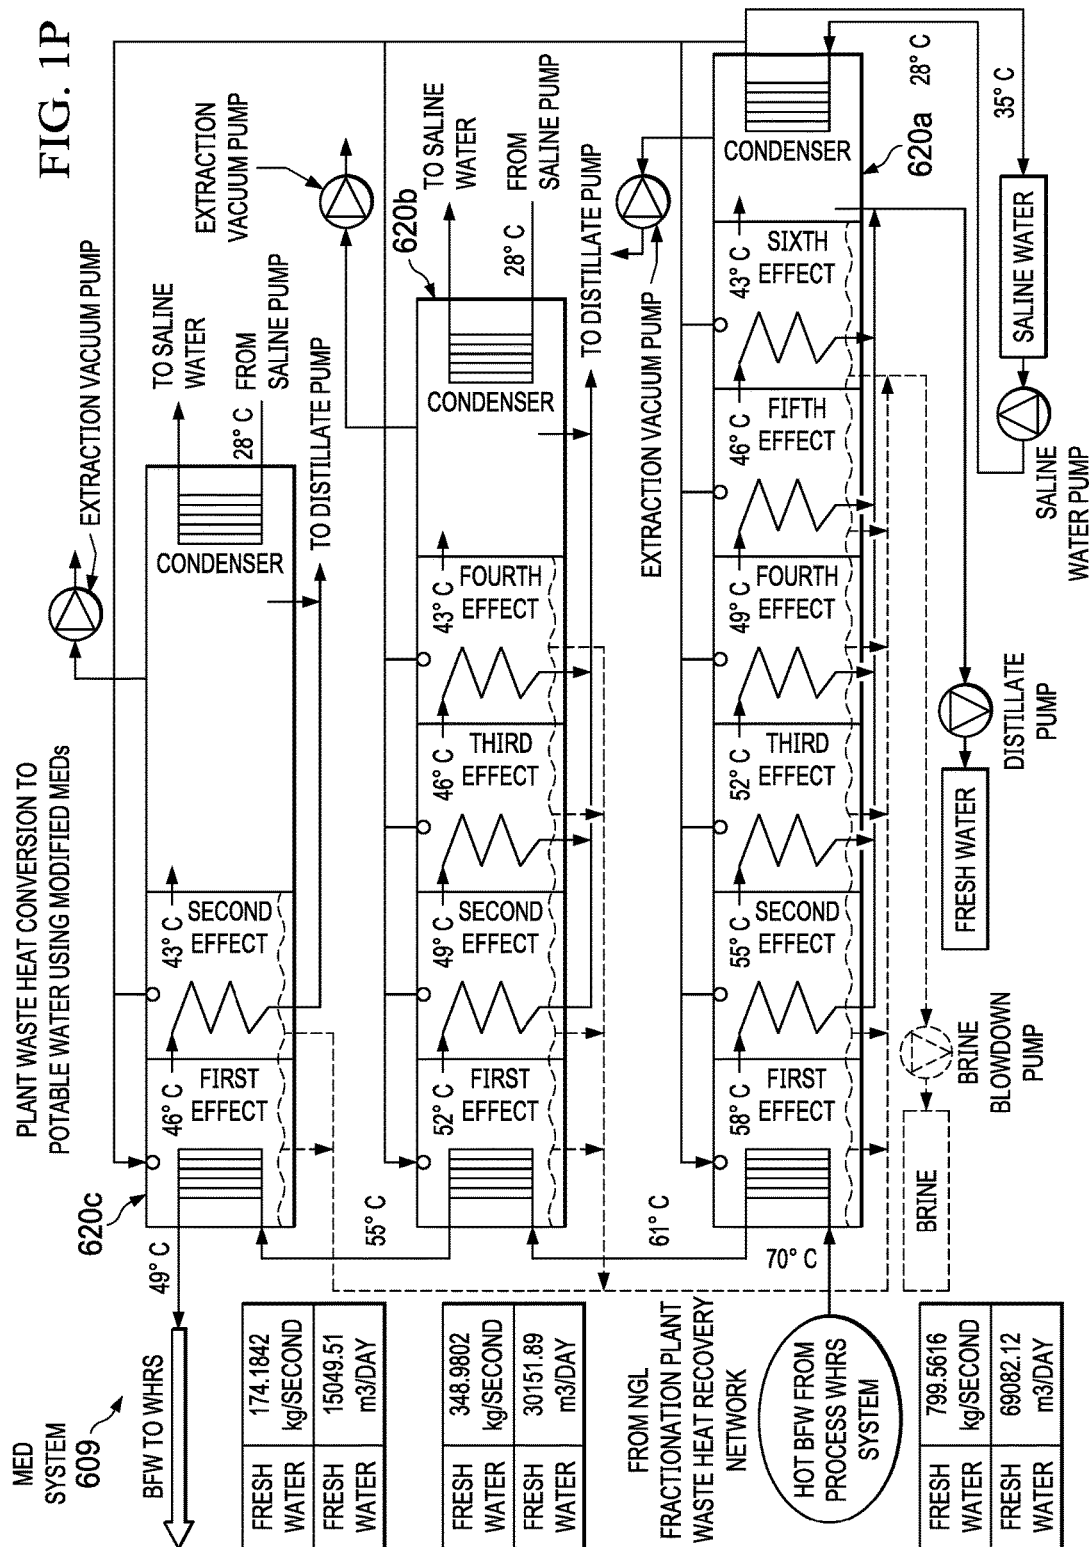 FIG. 1P
PLANT WASTE HEAT CONVERSION TO
POTABLE WATER USING MODIFIED MEDs
MED
SYSTEM
609
BFW TO WHRS
49° C
620c
46° C
FIRST
EFFECT
43° C
SECOND
EFFECT
CONDENSER
EXTRACTION VACUUM PUMP
TO SALINE
WATER
28° C
FROM
SALINE PUMP
TO DISTILLATE PUMP
FRESH
WATER
174.1842
kg/SECOND
FRESH
WATER
15049.51
m3/DAY
55° C
52° C
FIRST
EFFECT
49° C
SECOND
EFFECT
46° C
THIRD
EFFECT
43° C
FOURTH
EFFECT
CONDENSER
620b
EXTRACTION
VACUUM PUMP
TO SALINE
WATER
28° C
FROM
SALINE PUMP
TO DISTILLATE PUMP
FRESH
WATER
348.9802
kg/SECOND
FRESH
WATER
30151.89
m3/DAY
61° C
FROM NGL
FRACTIONATION PLANT
WASTE HEAT RECOVERY
NETWORK
HOT BFW FROM
PROCESS WHRS
SYSTEM
70° C
58° C
FIRST
EFFECT
55° C
SECOND
EFFECT
52° C
THIRD
EFFECT
49° C
FOURTH
EFFECT
46° C
FIFTH
EFFECT
43° C
SIXTH
EFFECT
CONDENSER
EXTRACTION VACUUM PUMP
620a
28° C
35° C
FRESH
WATER
799.5616
kg/SECOND
FRESH
WATER
69082.12
m3/DAY
BRINE
BRINE
BLOWDOWN
PUMP
FRESH WATER
DISTILLATE
PUMP
SALINE
WATER PUMP
SALINE WATER